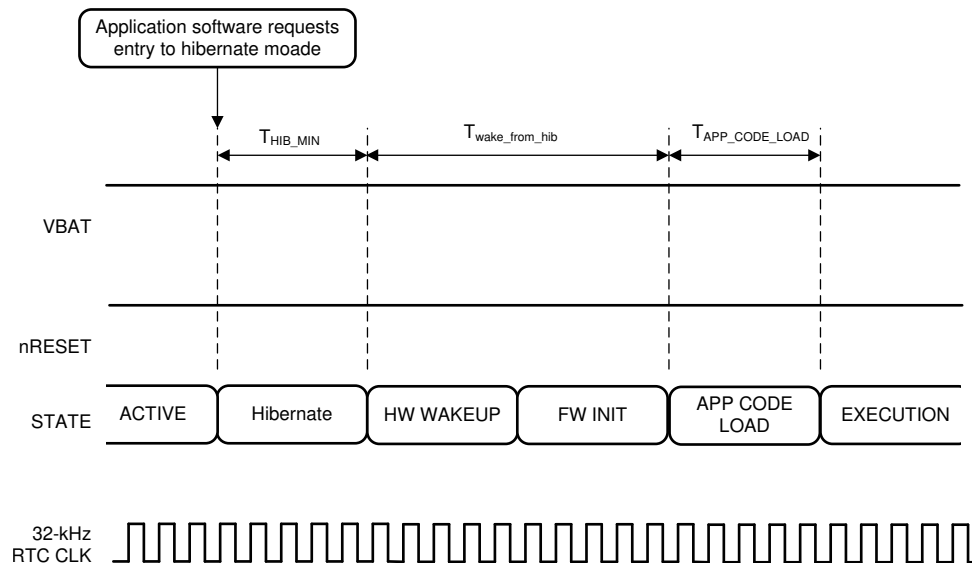 Application software requests
entry to hibernate moade
THIB_MIN
Twake_from_hib
TAPP_CODE_LOAD
VBAT
nRESET
STATE
ACTIVE
Hibernate
HW WAKEUP
FW INIT
APP CODE
LOAD
EXECUTION
32-kHz
RTC CLK